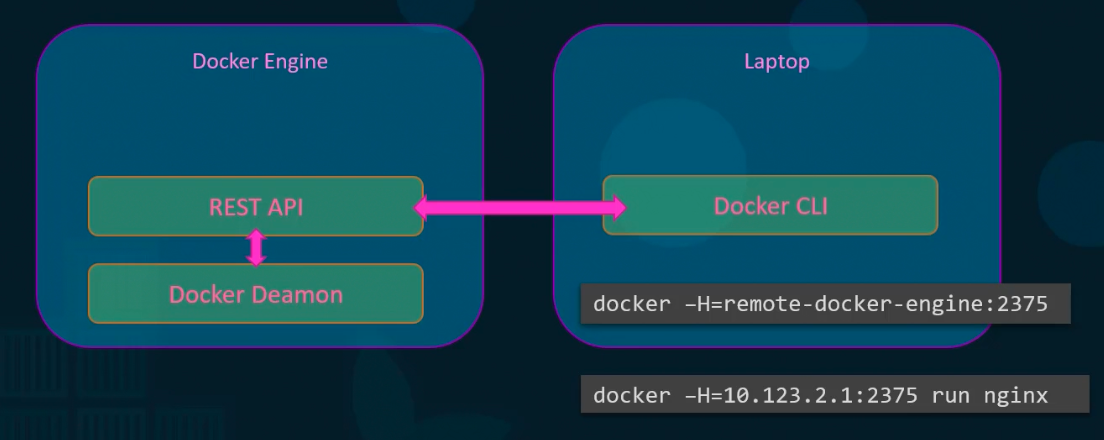 Docker Engine
REST API
Docker Deamon
Laptop
Docker CLI
docker –H=remote-docker-engine:2375
docker –H=10.123.2.1:2375 run nginx